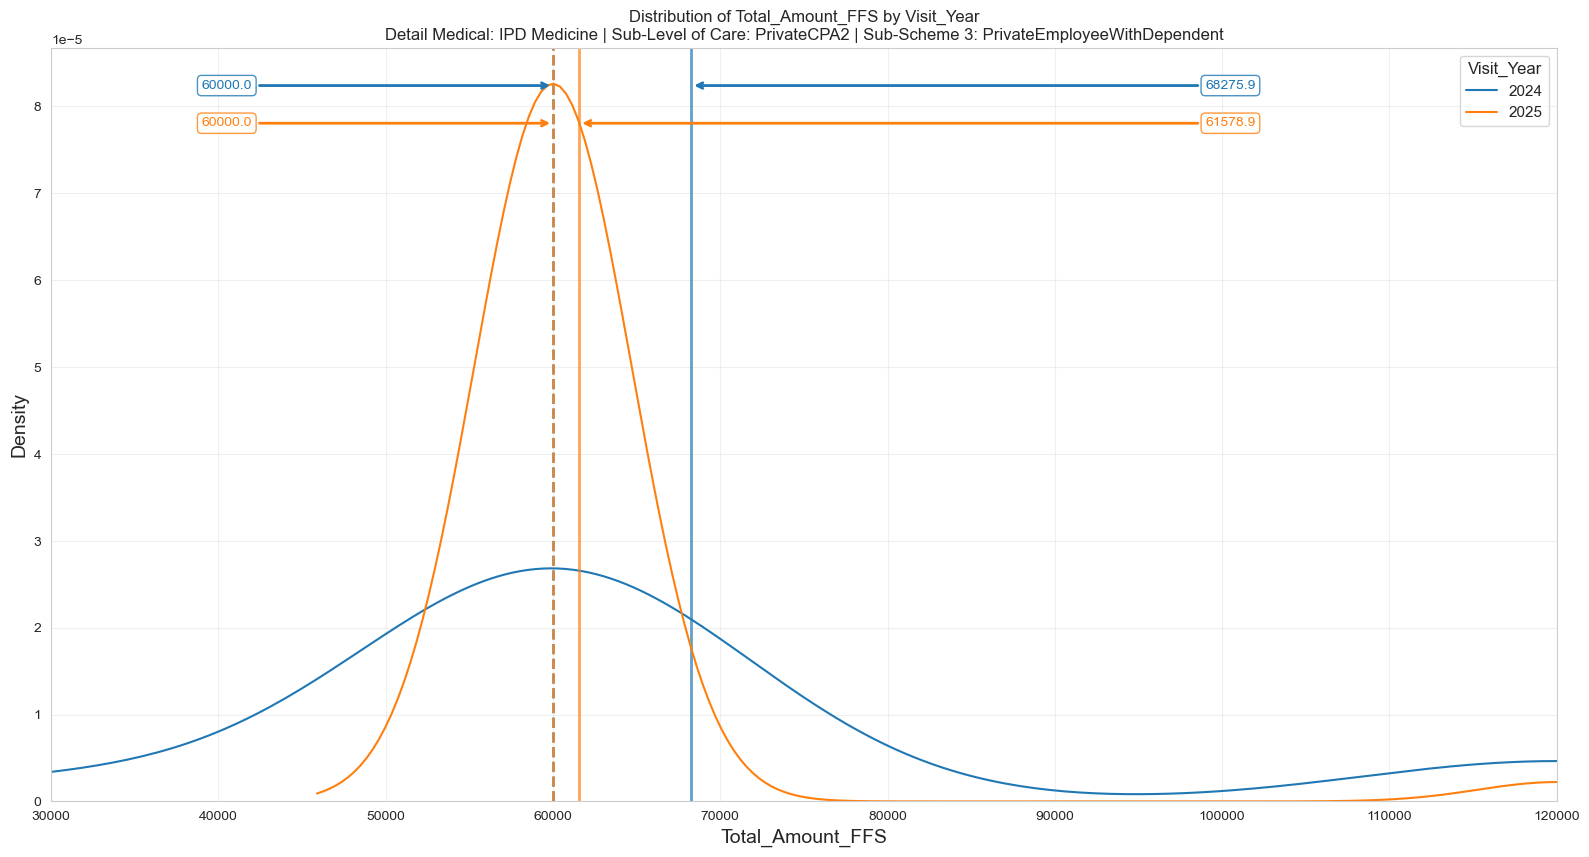 Distribution of Total_Amount_FFS by Visit_Year
Detail Medical: IPD Medicine | Sub-Level of Care: PrivateCPA2 | Sub-Scheme 3: PrivateEmployeeWithDependent
1e−5
60000.0
68275.9
60000.0
61578.9
Visit_Year
2024
2025
Density
8
7
6
5
4
3
2
1
0
30000 40000 50000 60000 70000 80000 90000 100000 110000 120000
Total_Amount_FFS